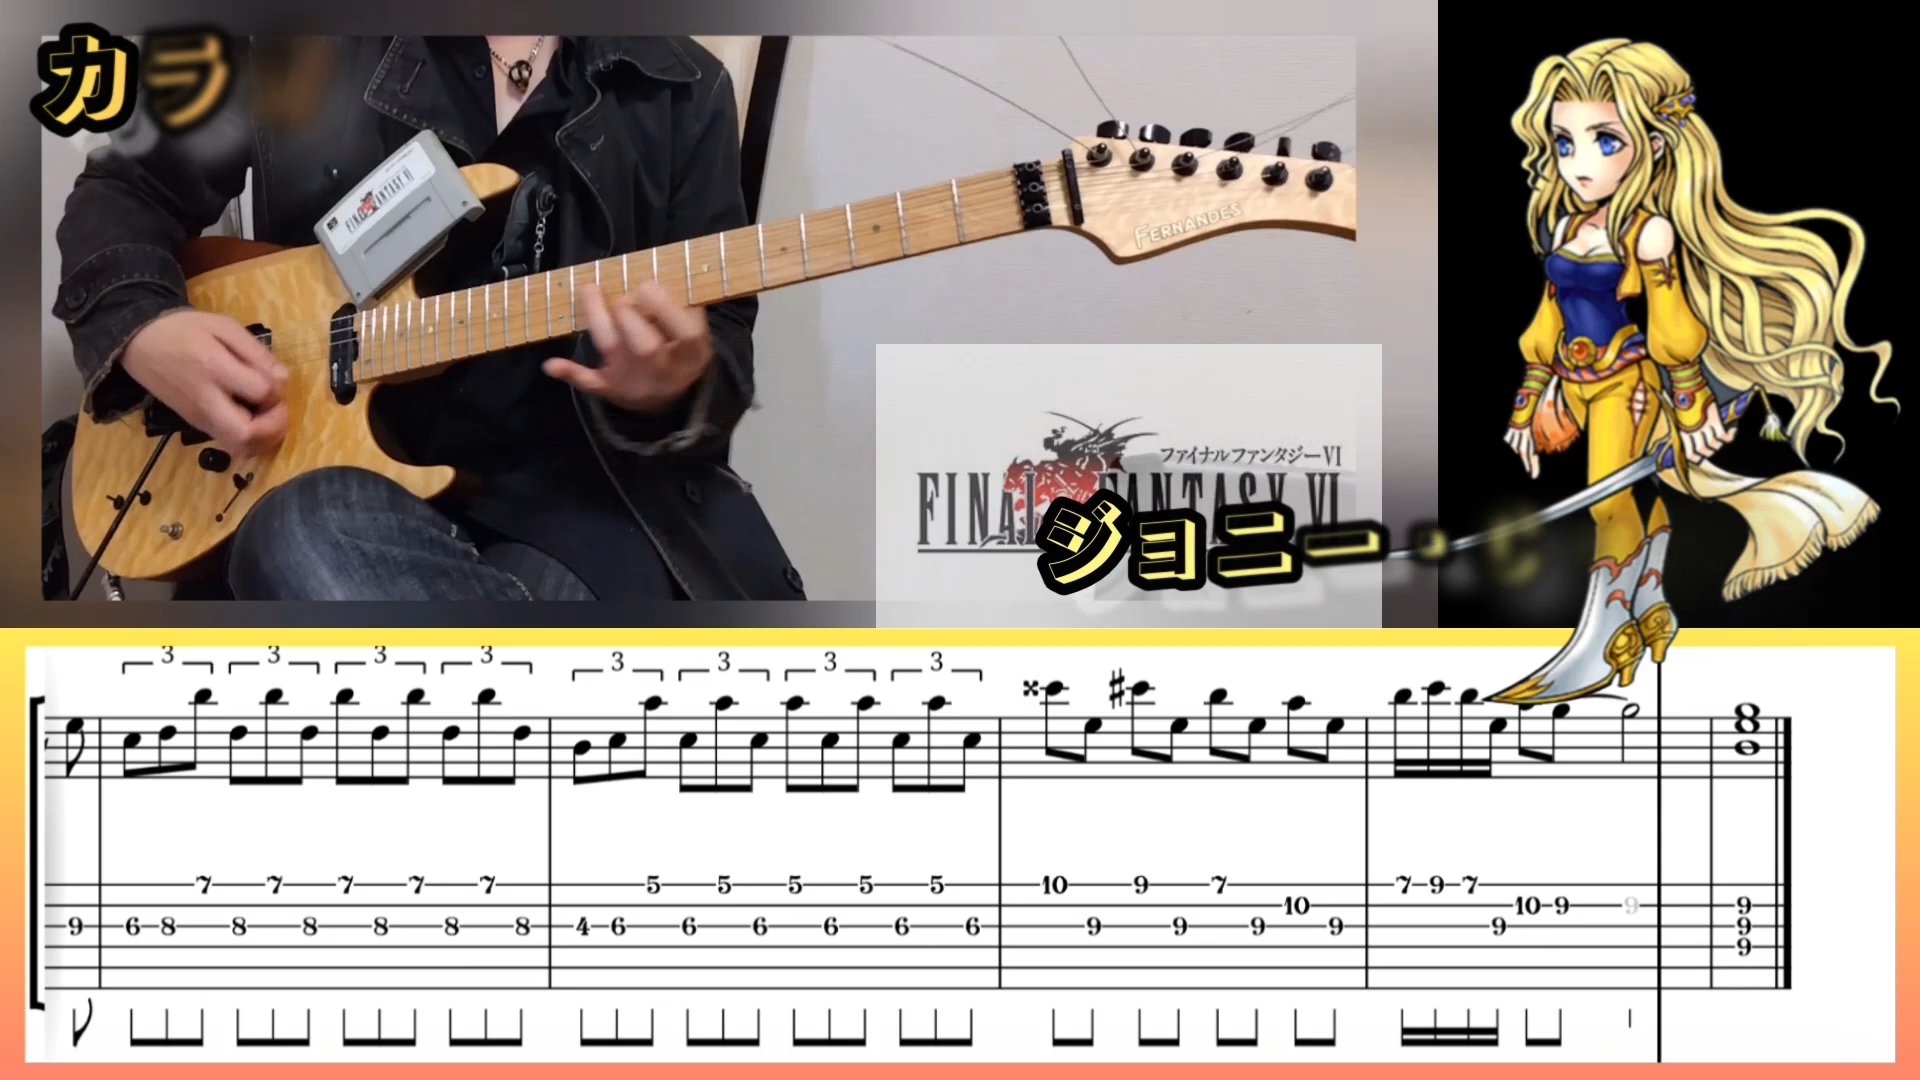 カラ
FINAL FANTASY VI
FERNANDES
ファイナルファンタジーVI
FINAL FANTASY VI
ジョニー・C
3 3 3 3 3 3 3 3
7 7 7 7 7 5 5 5 5 5 10 9 7 7 9 7
10 10 9 9 9
9 6 8 8 8 8 8 8 4 6 6 6 6 6 6 9 9 9 9 9 9
9